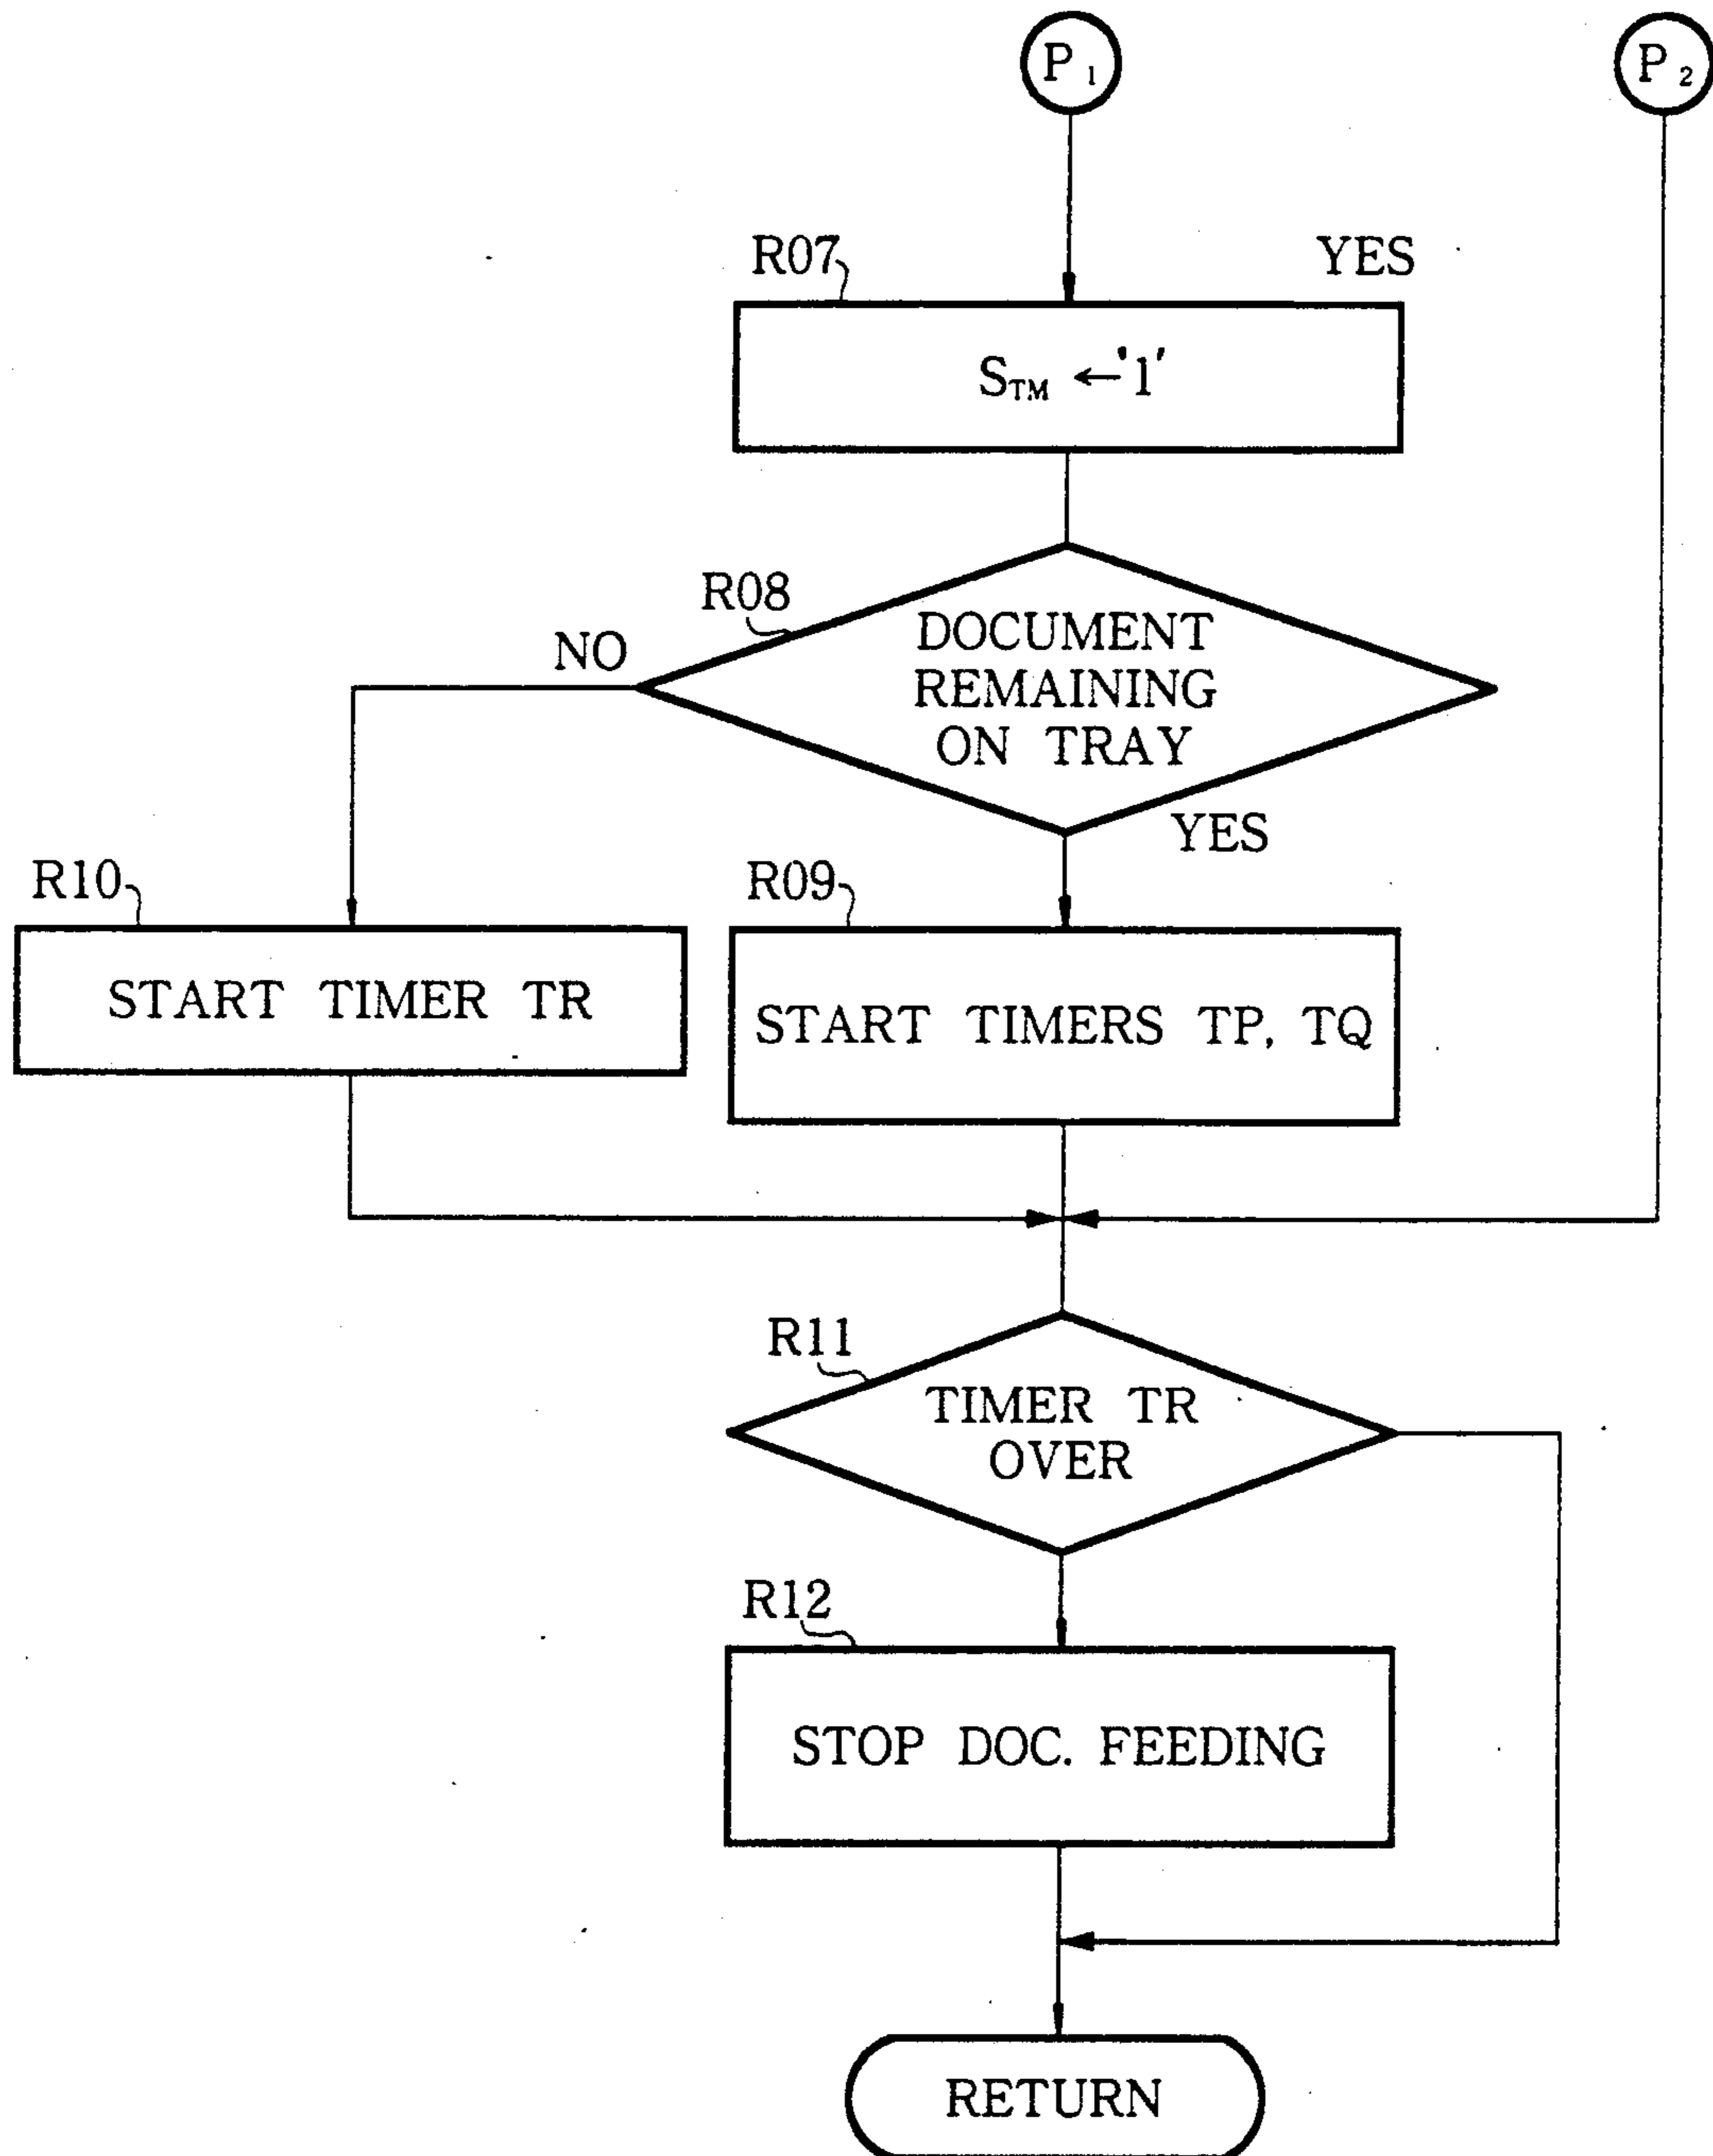 P1
P2
R07
YES
STM ←'1'
R08
NO
DOCUMENT
REMAINING
ON TRAY
YES
R10
R09
START TIMER TR
START TIMERS TP, TQ
R11
TIMER TR
OVER
R12
STOP DOC. FEEDING
RETURN